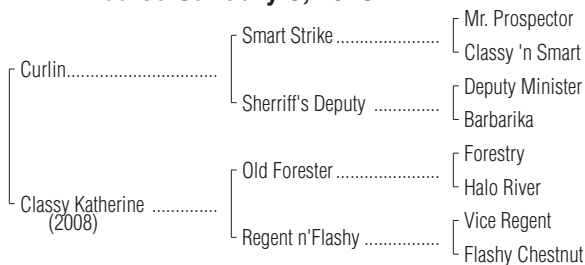 Mr. Prospector
Smart Strike ......................
Classy 'n Smart
Curlin...............................
Deputy Minister
Sherriff's Deputy ..............
Barbarika
Forestry
Old Forester ......................
Halo River
Classy Katherine ..............
(2008)
Vice Regent
Regent n'Flashy ................
Flashy Chestnut